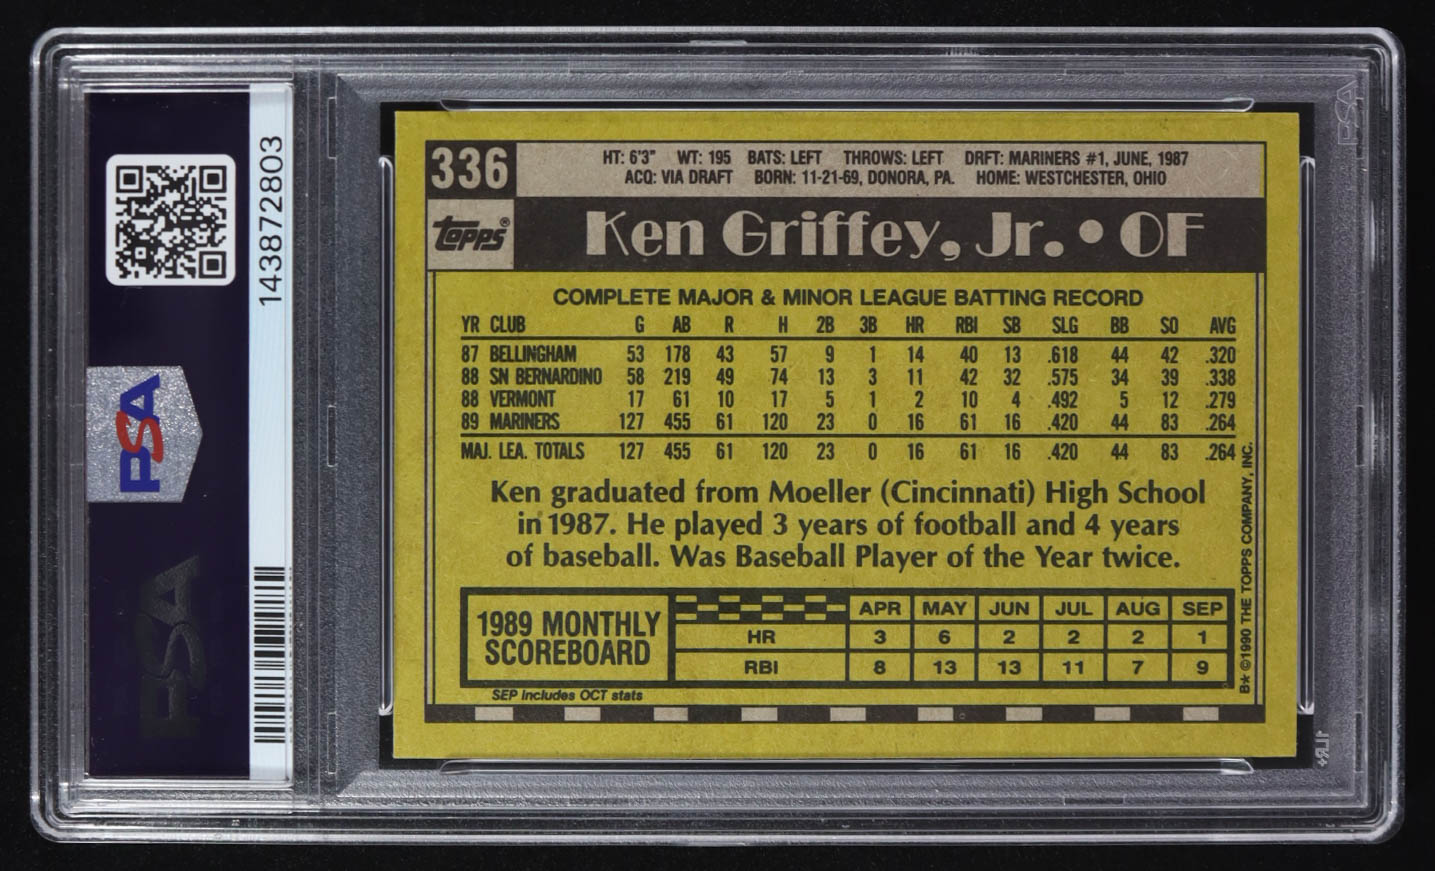 143872803
PSA
PSA
336
HT: 6'3" WT: 195 BATS: LEFT THROWS: LEFT DRFT: MARINERS #1, JUNE, 1987
ACQ: VIA DRAFT BORN: 11-21-69, DONORA, PA. HOME: WESTCHESTER, OHIO
topps®
Ken Griffey, Jr. • OF
COMPLETE MAJOR & MINOR LEAGUE BATTING RECORD
YR CLUB G AB R H 2B 3B HR RBI SB SLG BB SO AVG
87 BELLINGHAM 53 178 43 57 9 1 14 40 13 .618 44 42 .320
88 SN BERNARDINO 58 219 49 74 13 3 11 42 32 .575 34 39 .338
88 VERMONT 17 61 10 17 5 1 2 10 4 .492 5 12 .279
89 MARINERS 127 455 61 120 23 0 16 61 16 .420 44 83 .264
MAJ. LEA. TOTALS 127 455 61 120 23 0 16 61 16 .420 44 83 .264
Ken graduated from Moeller (Cincinnati) High School
in 1987. He played 3 years of football and 4 years
of baseball. Was Baseball Player of the Year twice.
1989 MONTHLY
SCOREBOARD
APR MAY JUN JUL AUG SEP
HR 3 6 2 2 2 1
RBI 8 13 13 11 7 9
SEP includes OCT stats
B* ©1990 THE TOPPS COMPANY, INC.
PSA